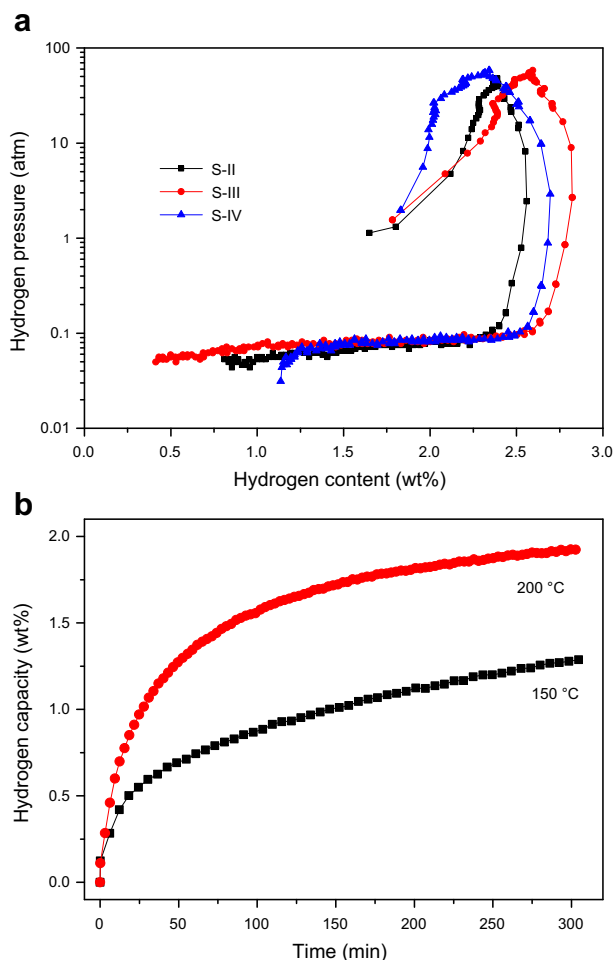 a
Hydrogen pressure (atm)
100
10
1
0.1
0.01
S-II
S-III
S-IV
0.0 0.5 1.0 1.5 2.0 2.5 3.0
Hydrogen content (wt%)
b
Hydrogen capacity (wt%)
2.0
1.5
1.0
0.5
0.0
200 °C
150 °C
0 50 100 150 200 250 300
Time (min)